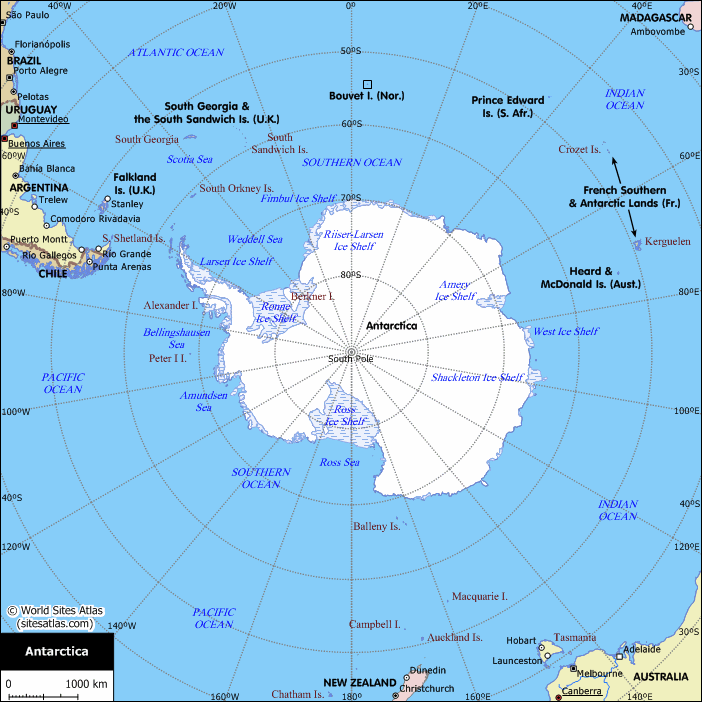 40°W
20°W
0°
20°E
40°E
São Paulo
MADAGASCAR
Ambovombe
Florianópolis
ATLANTIC OCEAN
50°S
BRAZIL
Porto Alegre
30°S
Pelotas
Bouvet I. (Nor.)
Prince Edward
Is. (S. Afr.)
INDIAN
OCEAN
URUGUAY
Montevideo
South Georgia &
the South Sandwich Is. (U.K.)
60°S
Buenos Aires
South Georgia
South
Sandwich Is.
Crozet Is.
60°W
Scotia Sea
SOUTHERN OCEAN
60°E
Bahía Blanca
Falkland
Is. (U.K.)
ARGENTINA
Trelew
South Orkney Is.
Fimbul Ice Shelf
70°S
French Southern
& Antarctic Lands (Fr.)
Stanley
40°S
Comodoro Rivadavia
Puerto Montt
S. Shetland Is.
Weddell Sea
Riiser-Larsen
Ice Shelf
Kerguelen
Río Gallegos
Río Grande
Larsen Ice Shelf
Punta Arenas
CHILE
80°S
Heard &
McDonald Is. (Aust.)
80°W
Amery
Ice Shelf
80°E
Alexander I.
Berkner I.
Ronne
Ice Shelf
Antarctica
Bellingshausen
Sea
West Ice Shelf
Peter I I.
South Pole
PACIFIC
OCEAN
Shackleton Ice Shelf
Amundsen
Sea
Ross
Ice Shelf
100°W
100°E
Ross Sea
SOUTHERN
OCEAN
40°S
INDIAN
OCEAN
40°S
Balleny Is.
120°W
120°E
Macquarie I.
© World Sites Atlas
(sitesatlas.com)
PACIFIC
OCEAN
140°W
Campbell I.
Auckland Is.
30°S
Hobart
Tasmania
Launceston
Adelaide
Antarctica
Dunedin
Melbourne
AUSTRALIA
0
1000 km
NEW ZEALAND
Christchurch
Canberra
160°W
Chatham Is.
180°
160°E
140°E